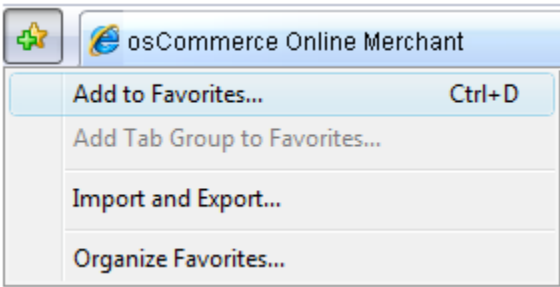 osCommerce Online Merchant
Add to Favorites... Ctrl+D
Add Tab Group to Favorites...
Import and Export...
Organize Favorites...